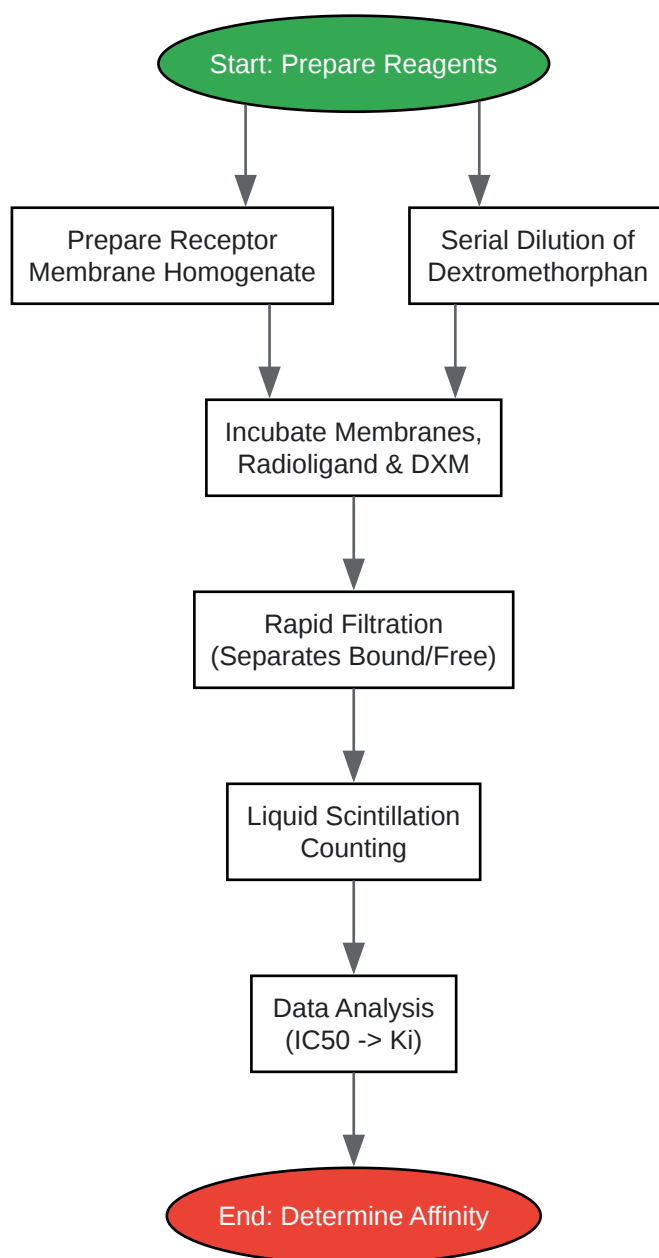 Start: Prepare Reagents
Prepare Receptor
Membrane Homogenate
Serial Dilution of
Dextromethorphan
Incubate Membranes,
Radioligand & DXM
Rapid Filtration
(Separates Bound/Free)
Liquid Scintillation
Counting
Data Analysis
(IC50 -> Ki)
End: Determine Affinity